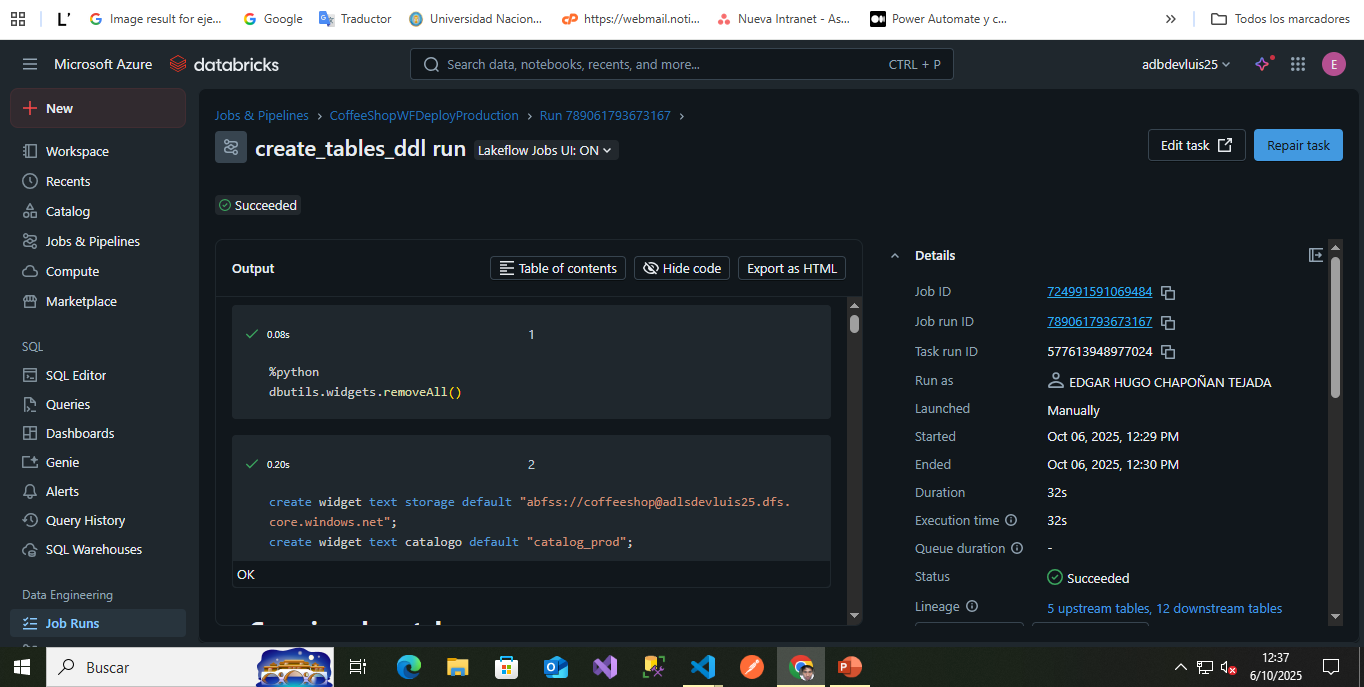 L'
Image result for eje...
Google
Traductor
Universidad Nacion...
https://webmail.noti...
Nueva Intranet - As...
Power Automate y c...
»
Todos los marcadores
Microsoft Azure
databricks
Search data, notebooks, recents, and more...
CTRL + P
adbdevluis25
E
New
Workspace
Recents
Catalog
Jobs & Pipelines
Compute
Marketplace
SQL
SQL Editor
Queries
Dashboards
Genie
Alerts
Query History
SQL Warehouses
Data Engineering
Job Runs
Jobs & Pipelines > CoffeeShopWFDeployProduction > Run 789061793673167 >
create_tables_ddl run
Lakeflow Jobs UI: ON
Edit task
Repair task
Succeeded
Output
Table of contents
Hide code
Export as HTML
0.08s
1
%python
dbutils.widgets.removeAll()
0.20s
2
create widget text storage default "abfss://coffeeshop@adlsdevluis25.dfs.
core.windows.net";
create widget text catalogo default "catalog_prod";
OK
Details
Job ID
724991591069484
Job run ID
789061793673167
Task run ID
577613948977024
Run as
EDGAR HUGO CHAPOÑAN TEJADA
Launched
Manually
Started
Oct 06, 2025, 12:29 PM
Ended
Oct 06, 2025, 12:30 PM
Duration
32s
Execution time
32s
Queue duration
-
Status
Succeeded
Lineage
5 upstream tables, 12 downstream tables
Buscar
12:37
6/10/2025